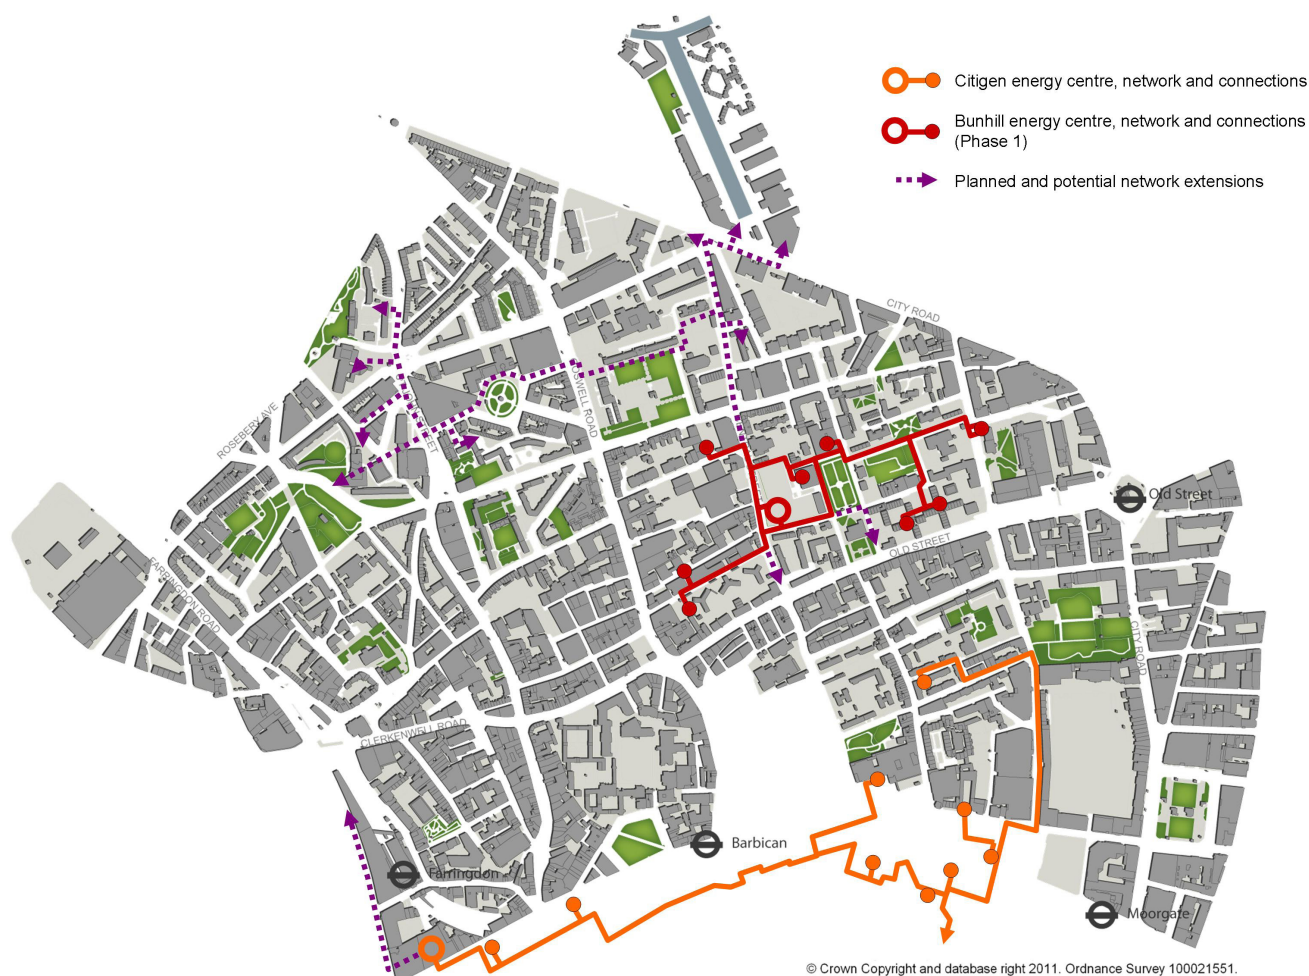 Citigen energy centre, network and connections
Bunhill energy centre, network and connections
(Phase 1)
Planned and potential network extensions
CITY ROAD
GOSWELL ROAD
ROSEBERY AVE
Old Street
OLD STREET
FARRINGDON ROAD
CITY ROAD
CLERKENWELL ROAD
Barbican
Farringdon
Moorgate
© Crown Copyright and database right 2011. Ordnance Survey 100021551.